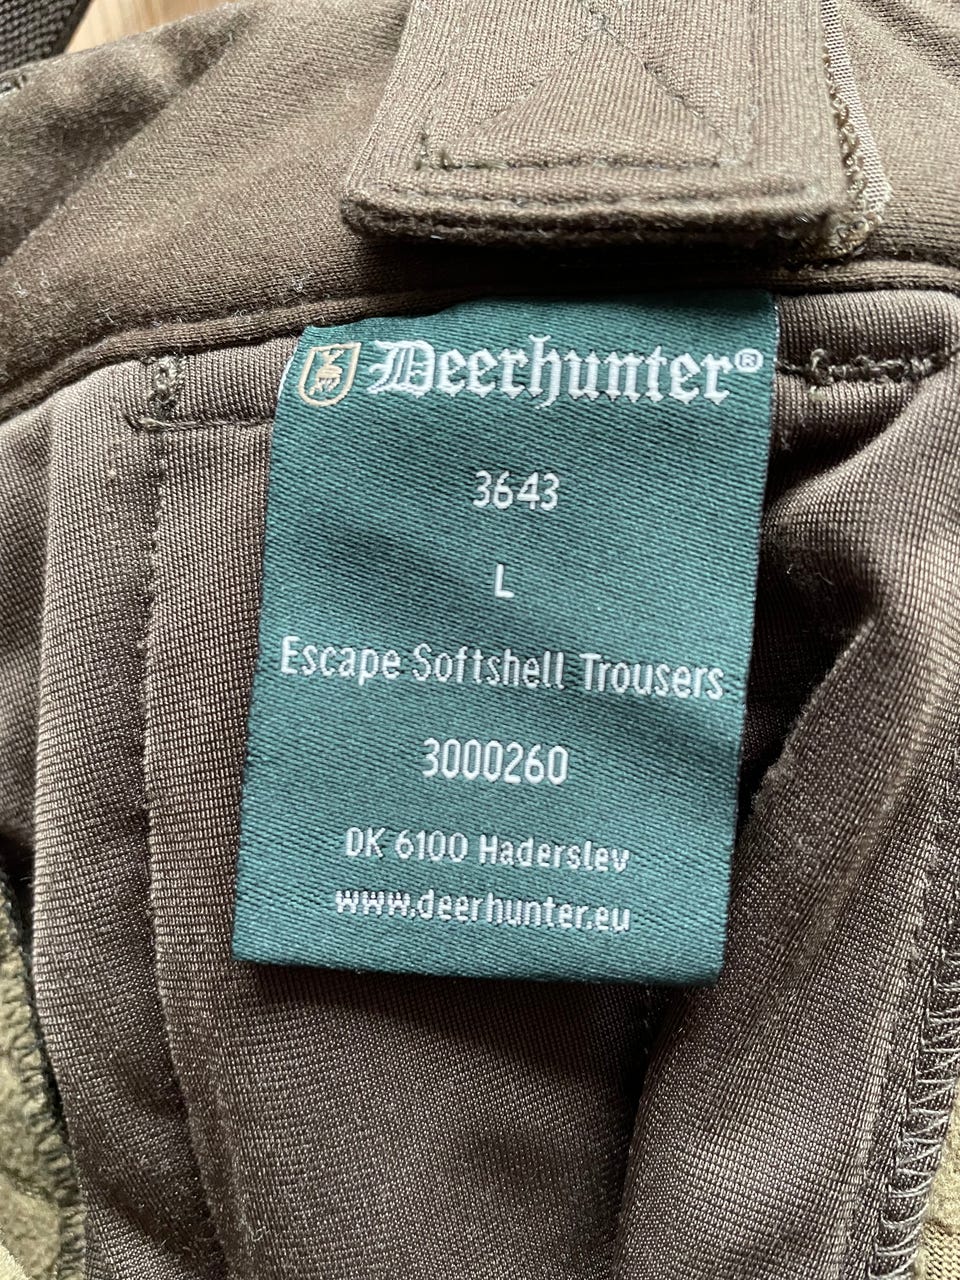 Deerhunter®
3643
L
Escape Softshell Trousers
3000260
DK 6100 Haderslev
www.deerhunter.eu